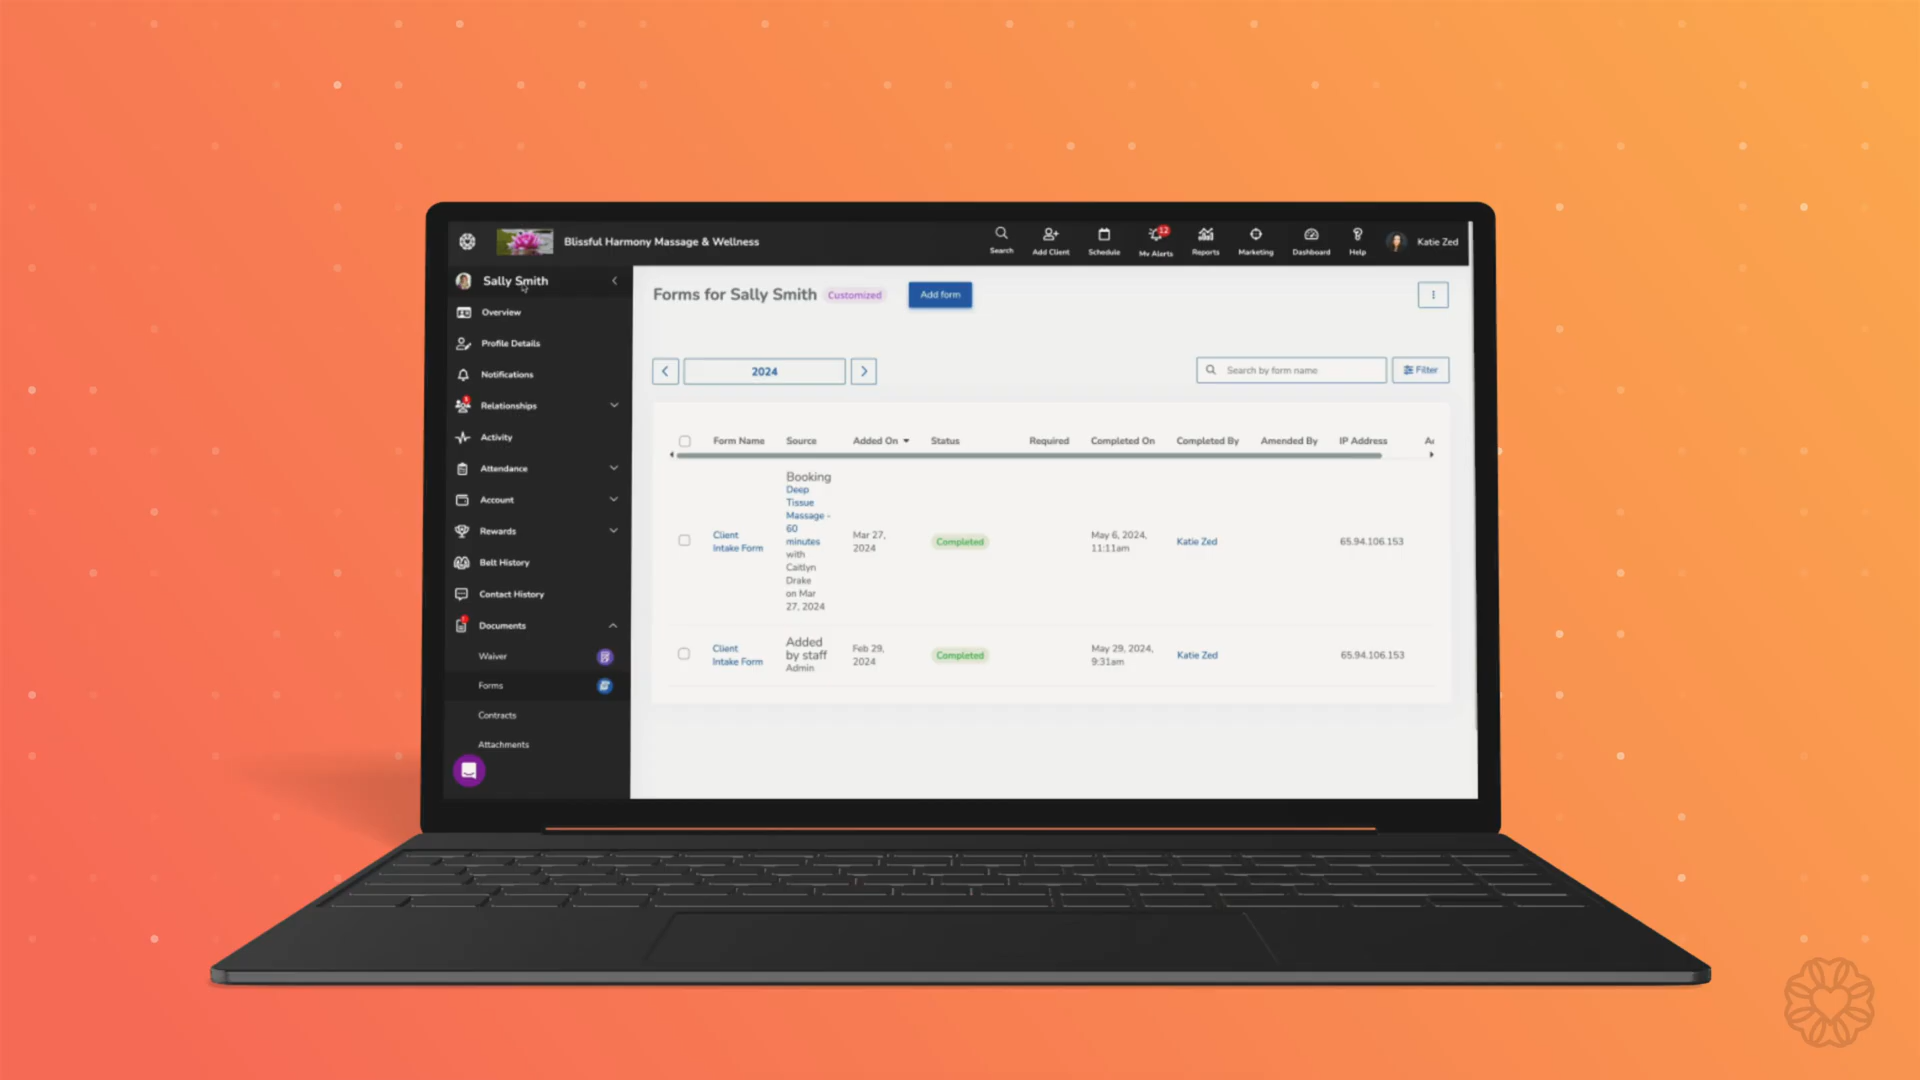 Blissful Harmony Massage & Wellness
Search
Add Client
Schedule
12
My Alerts
Reports
Marketing
Dashboard
Help
Katie Zed
Sally Smith
Overview
Profile Details
Notifications
Relationships
Activity
Attendance
Account
Rewards
Belt History
Contact History
Documents
Waiver
Forms
Contracts
Attachments
Forms for Sally Smith
Customized
Add form
2024
Search by form name
Filter
Form Name
Source
Added On
Status
Required
Completed On
Completed By
Amended By
IP Address
Client
Intake Form
Booking
Deep
Tissue
Massage -
60
minutes
with
Caitlyn
Drake
on Mar
27, 2024
Mar 27,
2024
Completed
May 6, 2024,
11:11am
Katie Zed
65.94.106.153
Client
Intake Form
Added
by staff
Admin
Feb 29,
2024
Completed
May 29, 2024,
9:31am
Katie Zed
65.94.106.153